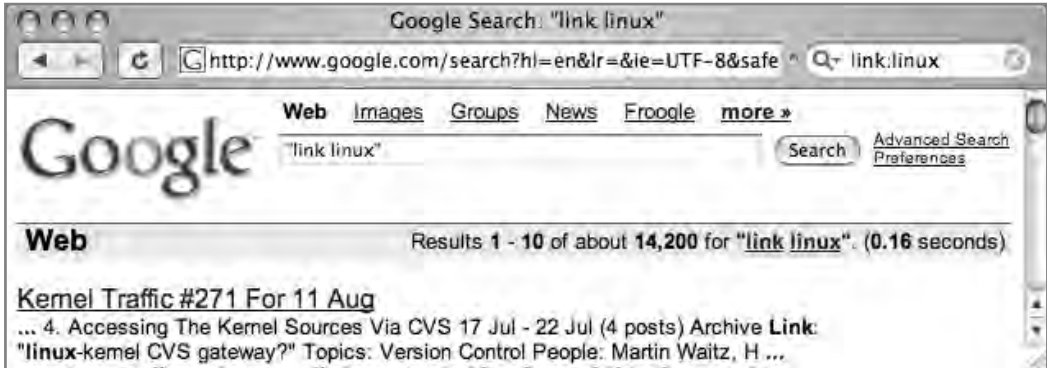 Google Search: "link linux"
http://www.google.com/search?hl=en&lr=&ie=UTF-8&safe
link:linux
Web Images Groups News Froogle more »
Google
"link linux"
Search
Advanced Search
Preferences
Web
Results 1 - 10 of about 14,200 for "link linux". (0.16 seconds)
Kernel Traffic #271 For 11 Aug
... 4. Accessing The Kernel Sources Via CVS 17 Jul - 22 Jul (4 posts) Archive Link:
"linux-kernel CVS gateway?" Topics: Version Control People: Martin Waitz, H ...